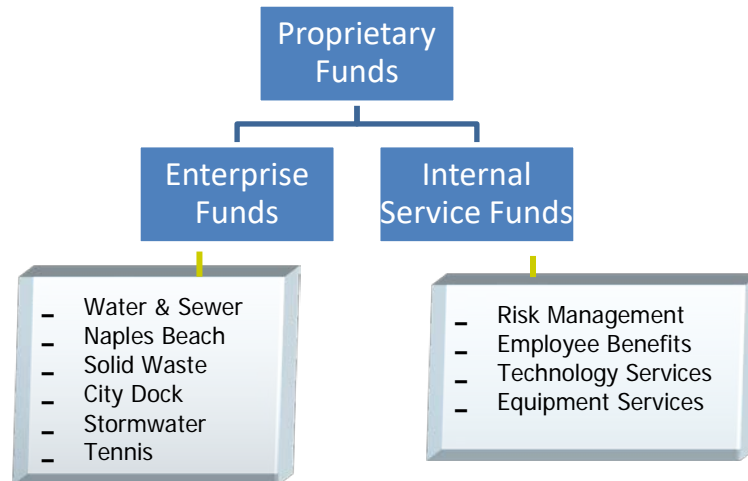 Proprietary
Funds
Enterprise
Funds
Internal
Service Funds
– Water & Sewer
– Naples Beach
– Solid Waste
– City Dock
– Stormwater
– Tennis
– Risk Management
– Employee Benefits
– Technology Services
– Equipment Services